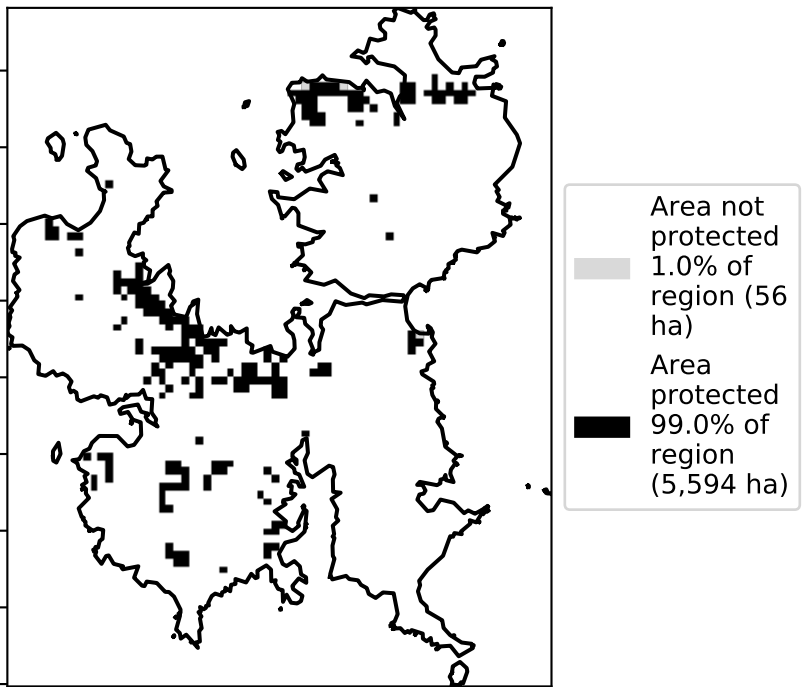 Area not
protected
1.0% of
region (56
ha)
Area
protected
99.0% of
region
(5,594 ha)